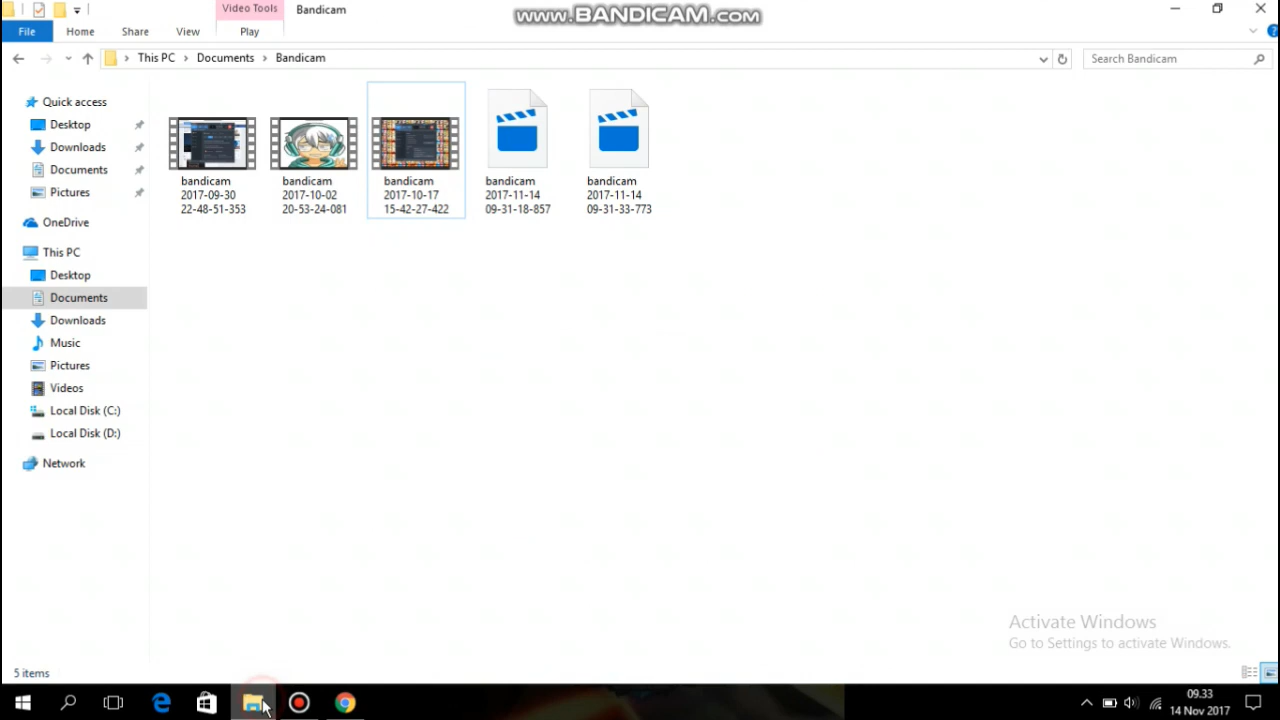 Video Tools
Bandicam
www.BANDICAM.com
File
Home
Share
View
Play
This PC
Documents
Bandicam
Search Bandicam
Quick access
Desktop
Downloads
Documents
Pictures
OneDrive
This PC
Desktop
Documents
Downloads
Music
Pictures
Videos
Local Disk (C:)
Local Disk (D:)
Network
bandicam
2017-09-30
22-48-51-353
bandicam
2017-10-02
20-53-24-081
bandicam
2017-10-17
15-42-27-422
bandicam
2017-11-14
09-31-18-857
bandicam
2017-11-14
09-31-33-773
Activate Windows
Go to Settings to activate Windows.
5 items
09.33
14 Nov 2017